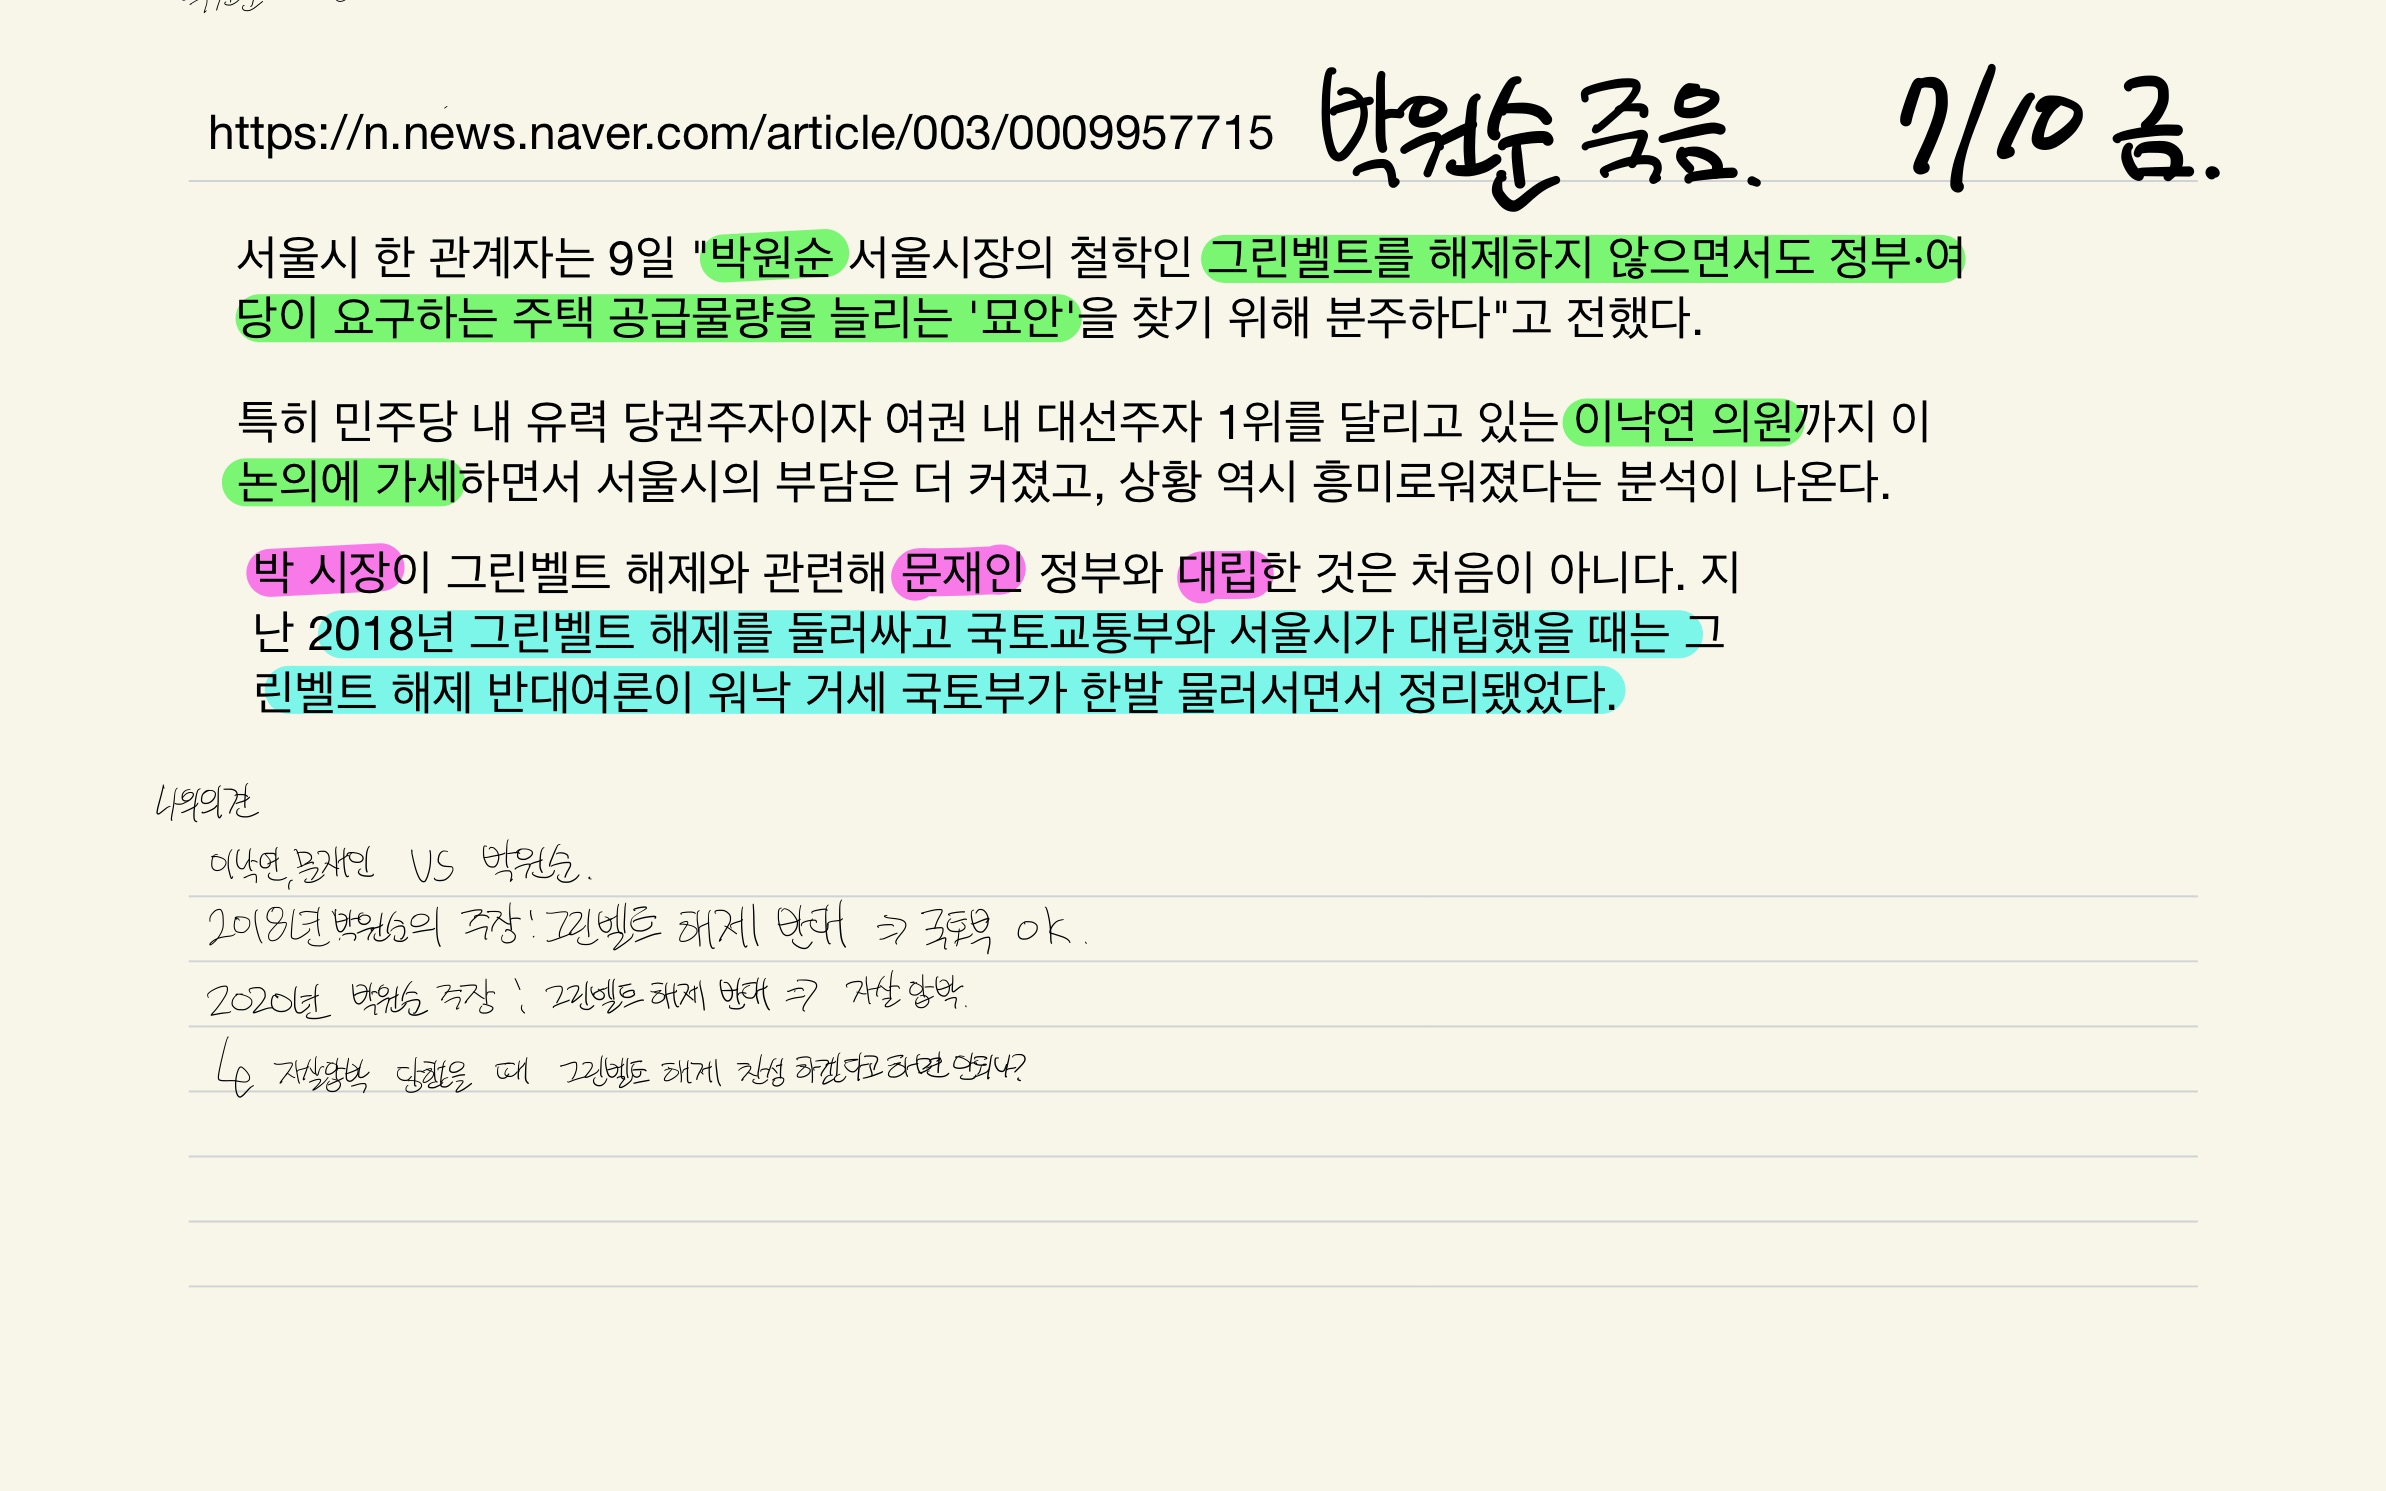 https://n.news.naver.com/article/003/0009957715 박원순 죽음. 7/10 금.
서울시 한 관계자는 9일 "박원순 서울시장의 철학인 그린벨트를 해제하지 않으면서도 정부·여
당이 요구하는 주택 공급물량을 늘리는 '묘안'을 찾기 위해 분주하다"고 전했다.
특히 민주당 내 유력 당권주자이자 여권 내 대선주자 1위를 달리고 있는 이낙연 의원까지 이
논의에 가세하면서 서울시의 부담은 더 커졌고, 상황 역시 흥미로워졌다는 분석이 나온다.
박 시장이 그린벨트 해제와 관련해 문재인 정부와 대립한 것은 처음이 아니다. 지
난 2018년 그린벨트 해제를 둘러싸고 국토교통부와 서울시가 대립했을 때는 그
린벨트 해제 반대여론이 워낙 거세 국토부가 한발 물러서면서 정리됐었다.
나의의견
이낙연,문재인 VS 박원순.
2018년 박원순의 주장: 그린벨트 해제 반대 => 국토부 ok.
2020년 박원순 주장 : 그린벨트 해제 반대 => 자살 압박.
↳ 자살압박 당했을 때 그린벨트 해제 찬성 하겠다고 하면 안되나?